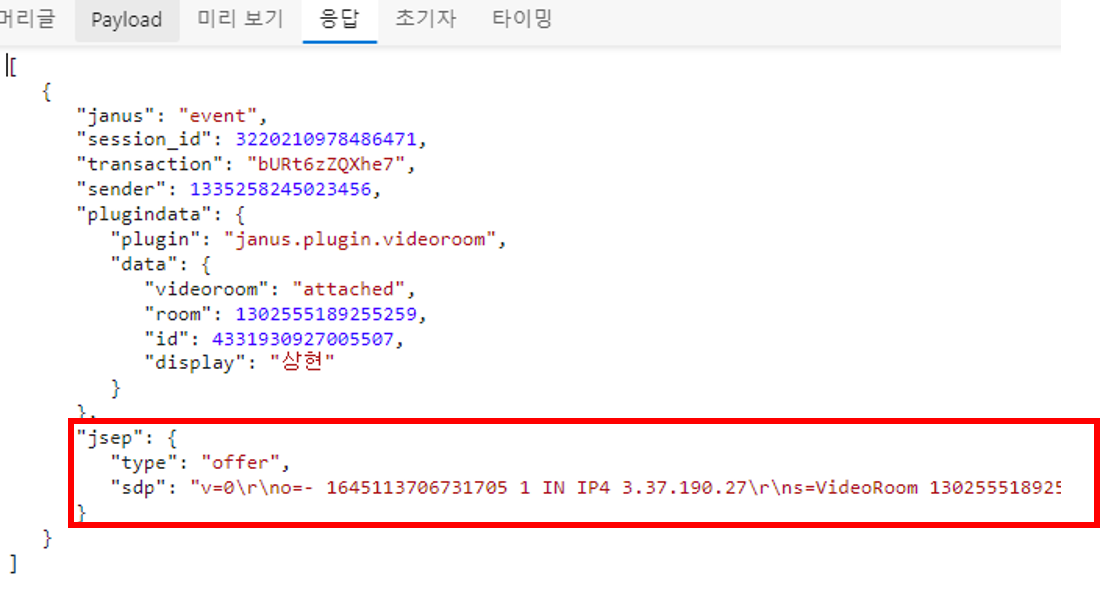 머리글 Payload 미리 보기 응답 초기자 타이밍
[
{
"janus": "event",
"session_id": 3220210978486471,
"transaction": "bURt6zZQXhe7",
"sender": 1335258245023456,
"plugindata": {
"plugin": "janus.plugin.videoroom",
"data": {
"videoroom": "attached",
"room": 1302555189255259,
"id": 4331930927005507,
"display": "상현"
}
},
"jsep": {
"type": "offer",
"sdp": "v=0\r\no=- 1645113706731705 1 IN IP4 3.37.190.27\r\ns=VideoRoom 130255518925
}
}
]